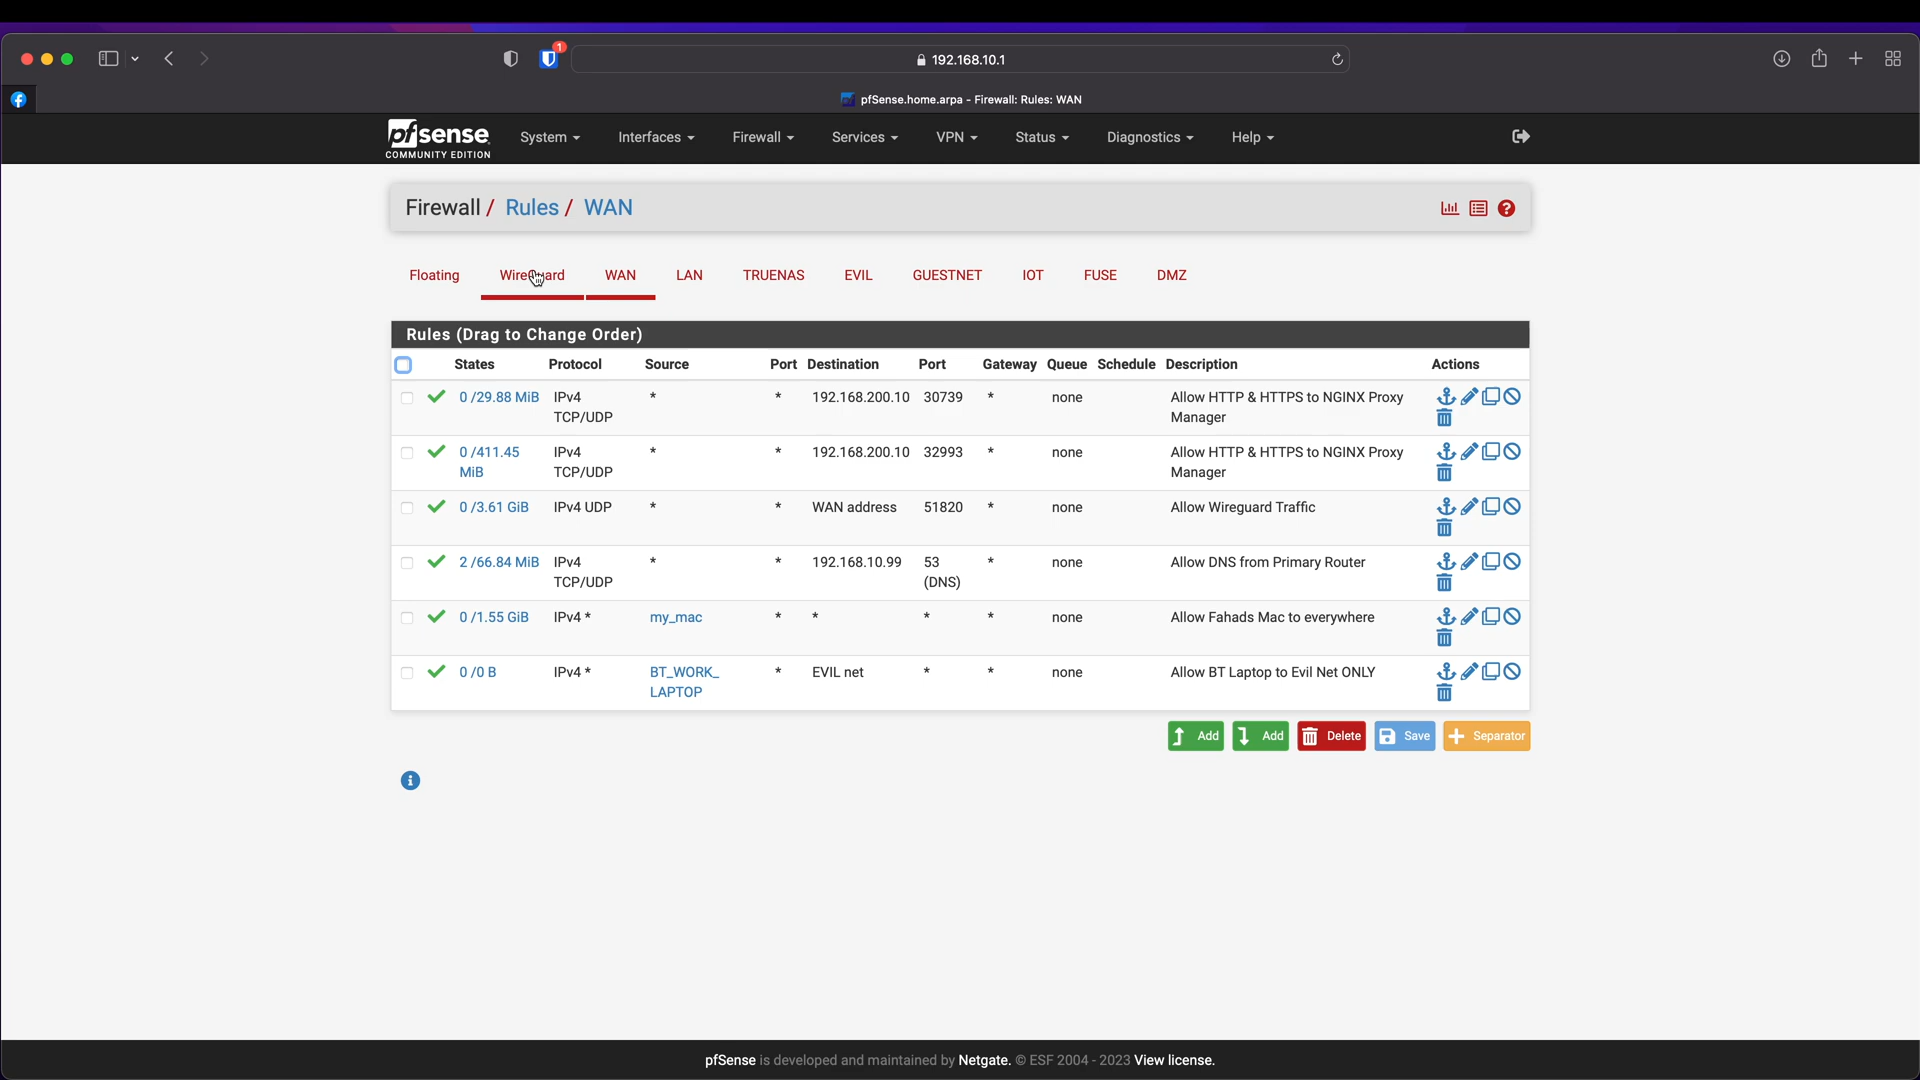 1
192.168.10.1
pfSense.home.arpa - Firewall: Rules: WAN
pfsense
COMMUNITY EDITION
System Interfaces Firewall Services VPN Status Diagnostics Help
Firewall / Rules / WAN
Floating WireGuard WAN LAN TRUENAS EVIL GUESTNET IOT FUSE DMZ
Rules (Drag to Change Order)
States Protocol Source Port Destination Port Gateway Queue Schedule Description Actions
0 /29.88 MiB IPv4 * * 192.168.200.10 30739 * none Allow HTTP & HTTPS to NGINX Proxy
TCP/UDP Manager
0 /411.45 IPv4 * * 192.168.200.10 32993 * none Allow HTTP & HTTPS to NGINX Proxy
MiB TCP/UDP Manager
0 /3.61 GiB IPv4 UDP * * WAN address 51820 * none Allow Wireguard Traffic
2 /66.84 MiB IPv4 * * 192.168.10.99 53 * none Allow DNS from Primary Router
TCP/UDP (DNS)
0 /1.55 GiB IPv4 * my_mac * * * * none Allow Fahads Mac to everywhere
0 /0 B IPv4 * BT_WORK_ * EVIL net * * none Allow BT Laptop to Evil Net ONLY
LAPTOP
Add Add Delete Save Separator
pfSense is developed and maintained by Netgate. © ESF 2004 - 2023 View license.